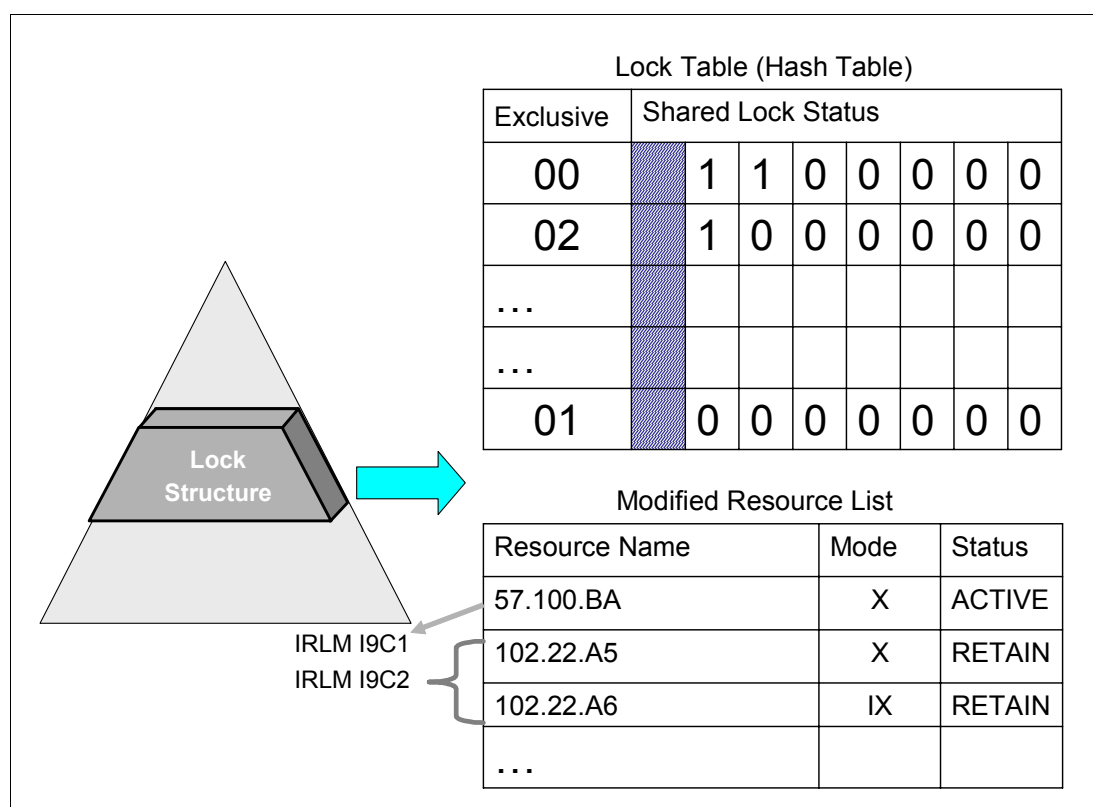 Lock Table (Hash Table)
Exclusive Shared Lock Status
00 1 1 0 0 0 0 0
02 1 0 0 0 0 0 0
...
...
01 0 0 0 0 0 0 0
Lock
Structure
Modified Resource List
Resource Name Mode Status
57.100.BA X ACTIVE
102.22.A5 X RETAIN
102.22.A6 IX RETAIN
...
IRLM I9C1
IRLM I9C2